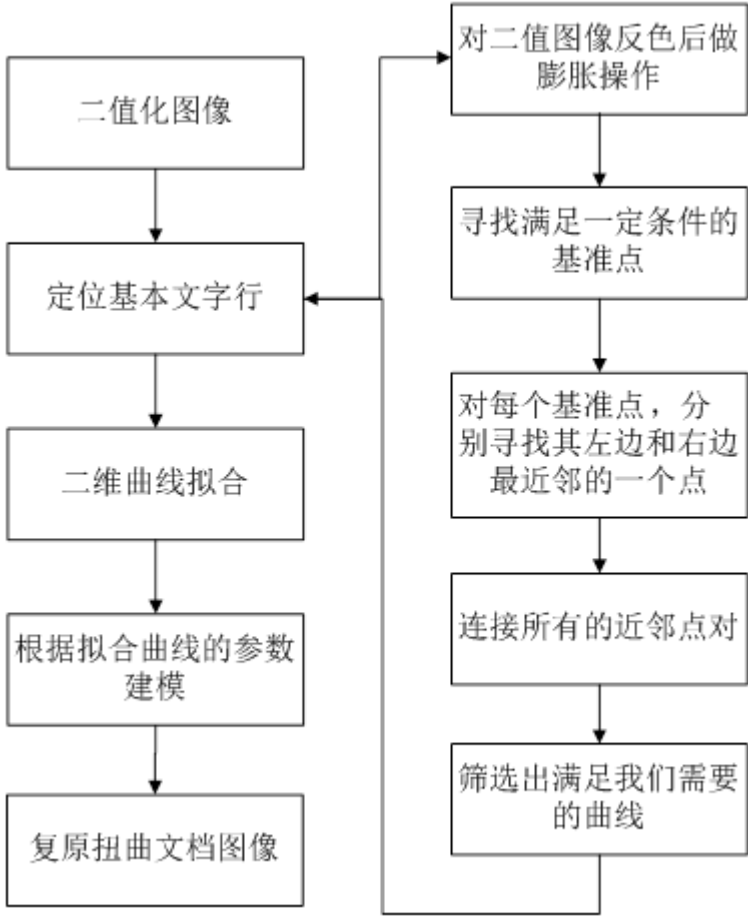 二值化图像
定位基本文字行
二维曲线拟合
根据拟合曲线的参数
建模
复原扭曲文档图像
对二值图像反色后做
膨胀操作
寻找满足一定条件的
基准点
对每个基准点，分
别寻找其左边和右边
最近邻的一个点
连接所有的近邻点对
筛选出满足我们需要
的曲线